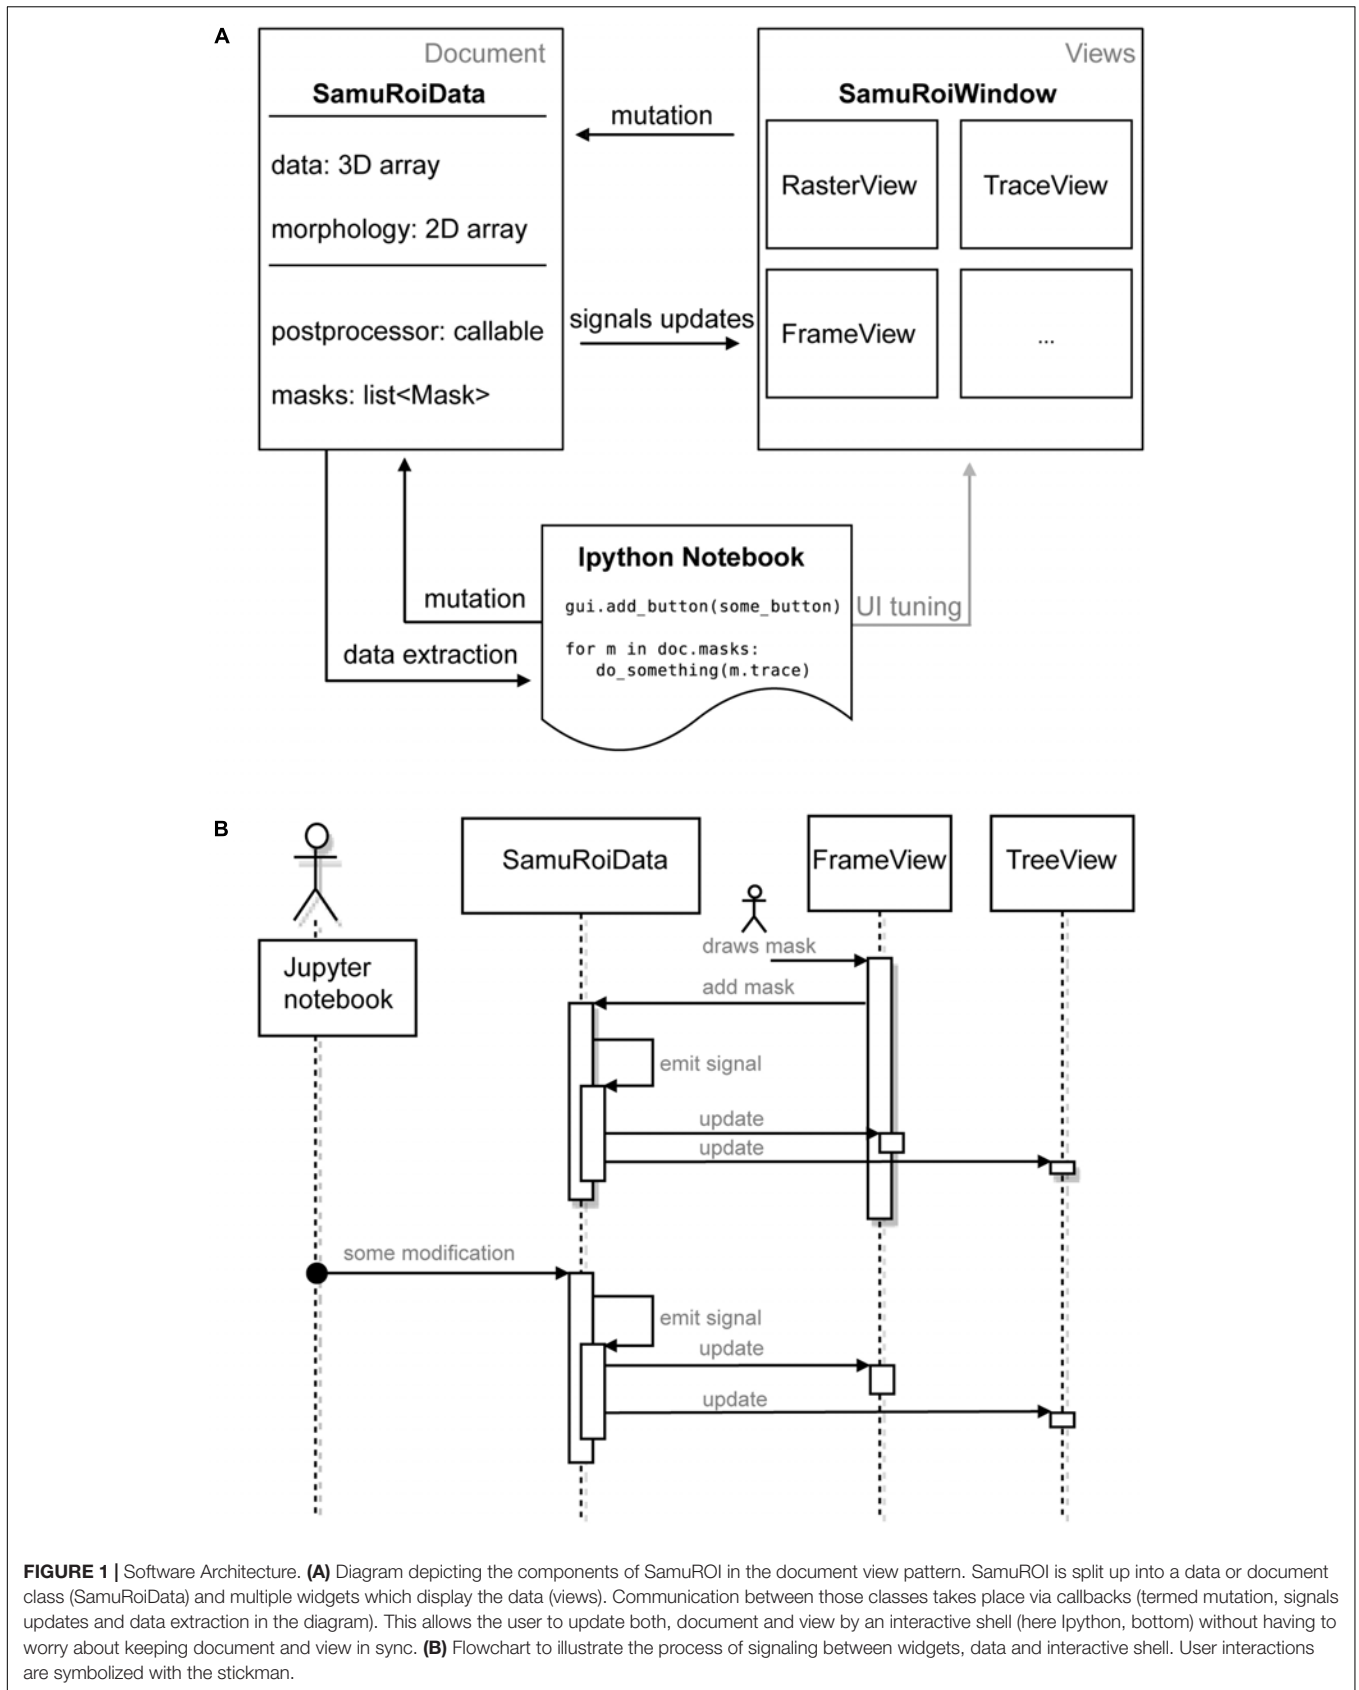 A
Document
SamuRoiData
data: 3D array
morphology: 2D array
postprocessor: callable
masks: list<Mask>
mutation
signals updates
Views
SamuRoiWindow
RasterView
TraceView
FrameView
...
mutation
data extraction
Ipython Notebook
gui.add_button(some_button)
for m in doc.masks:
do_something(m.trace)
UI tuning
B
Jupyter
notebook
SamuRoiData
FrameView
TreeView
draws mask
add mask
emit signal
update
update
some modification
emit signal
update
update
FIGURE 1 | Software Architecture. (A) Diagram depicting the components of SamuROI in the document view pattern. SamuROI is split up into a data or document
class (SamuRoiData) and multiple widgets which display the data (views). Communication between those classes takes place via callbacks (termed mutation, signals
updates and data extraction in the diagram). This allows the user to update both, document and view by an interactive shell (here Ipython, bottom) without having to
worry about keeping document and view in sync. (B) Flowchart to illustrate the process of signaling between widgets, data and interactive shell. User interactions
are symbolized with the stickman.